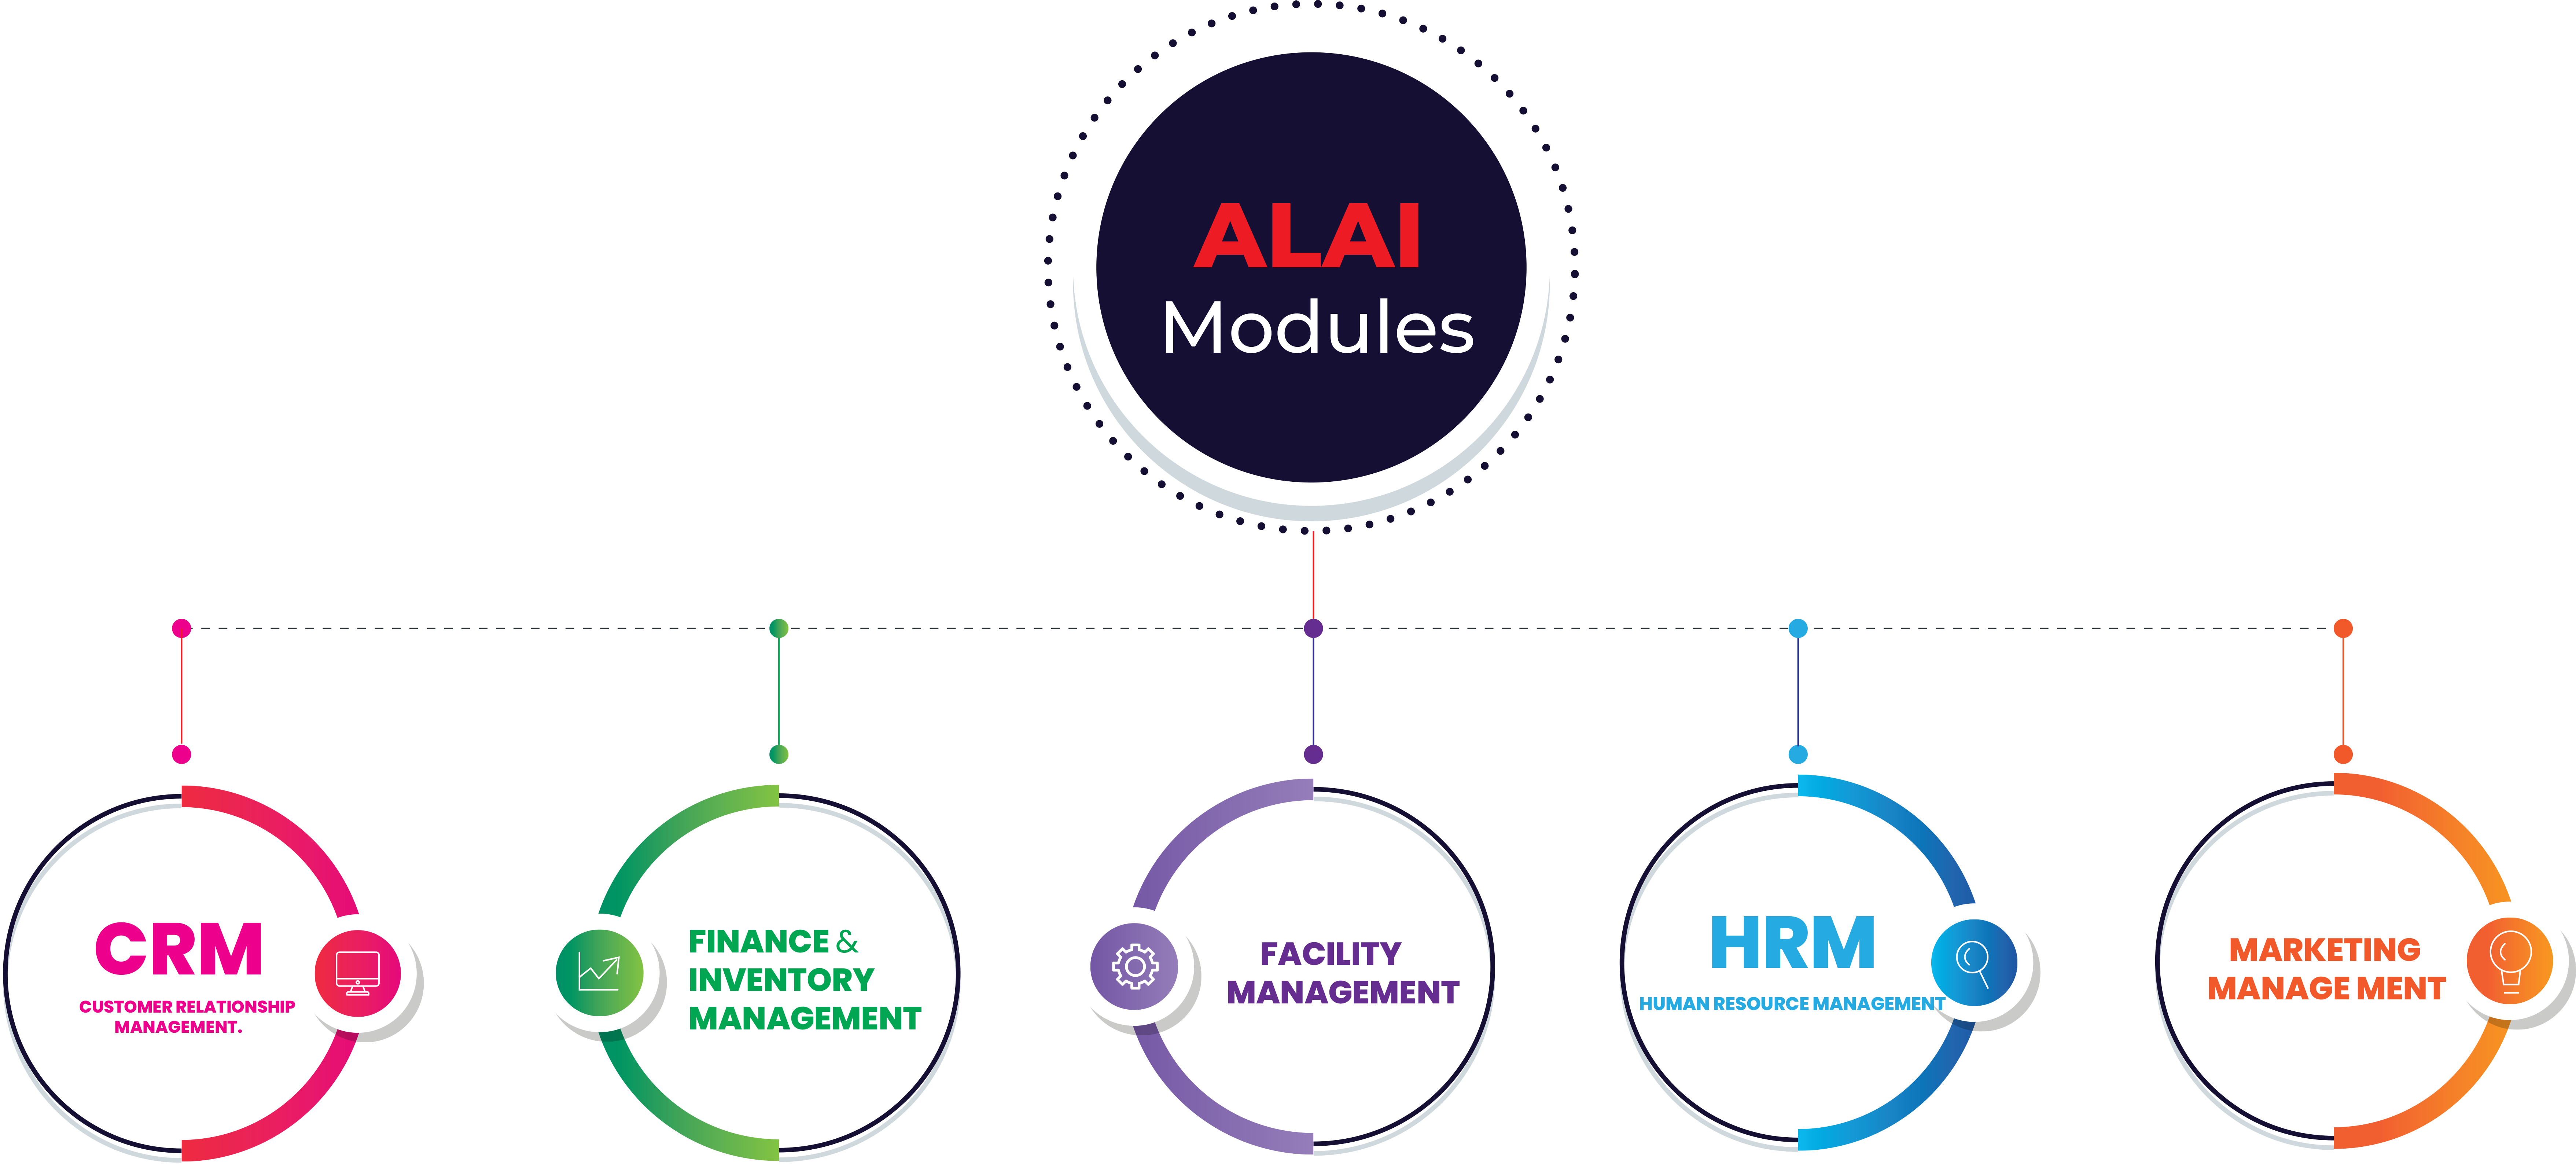 ALAI
Modules
CRM
CUSTOMER RELATIONSHIP
MANAGEMENT.
FINANCE &
INVENTORY
MANAGEMENT
FACILITY
MANAGEMENT
HRM
HUMAN RESOURCE MANAGEMENT
MARKETING
MANAGE MENT